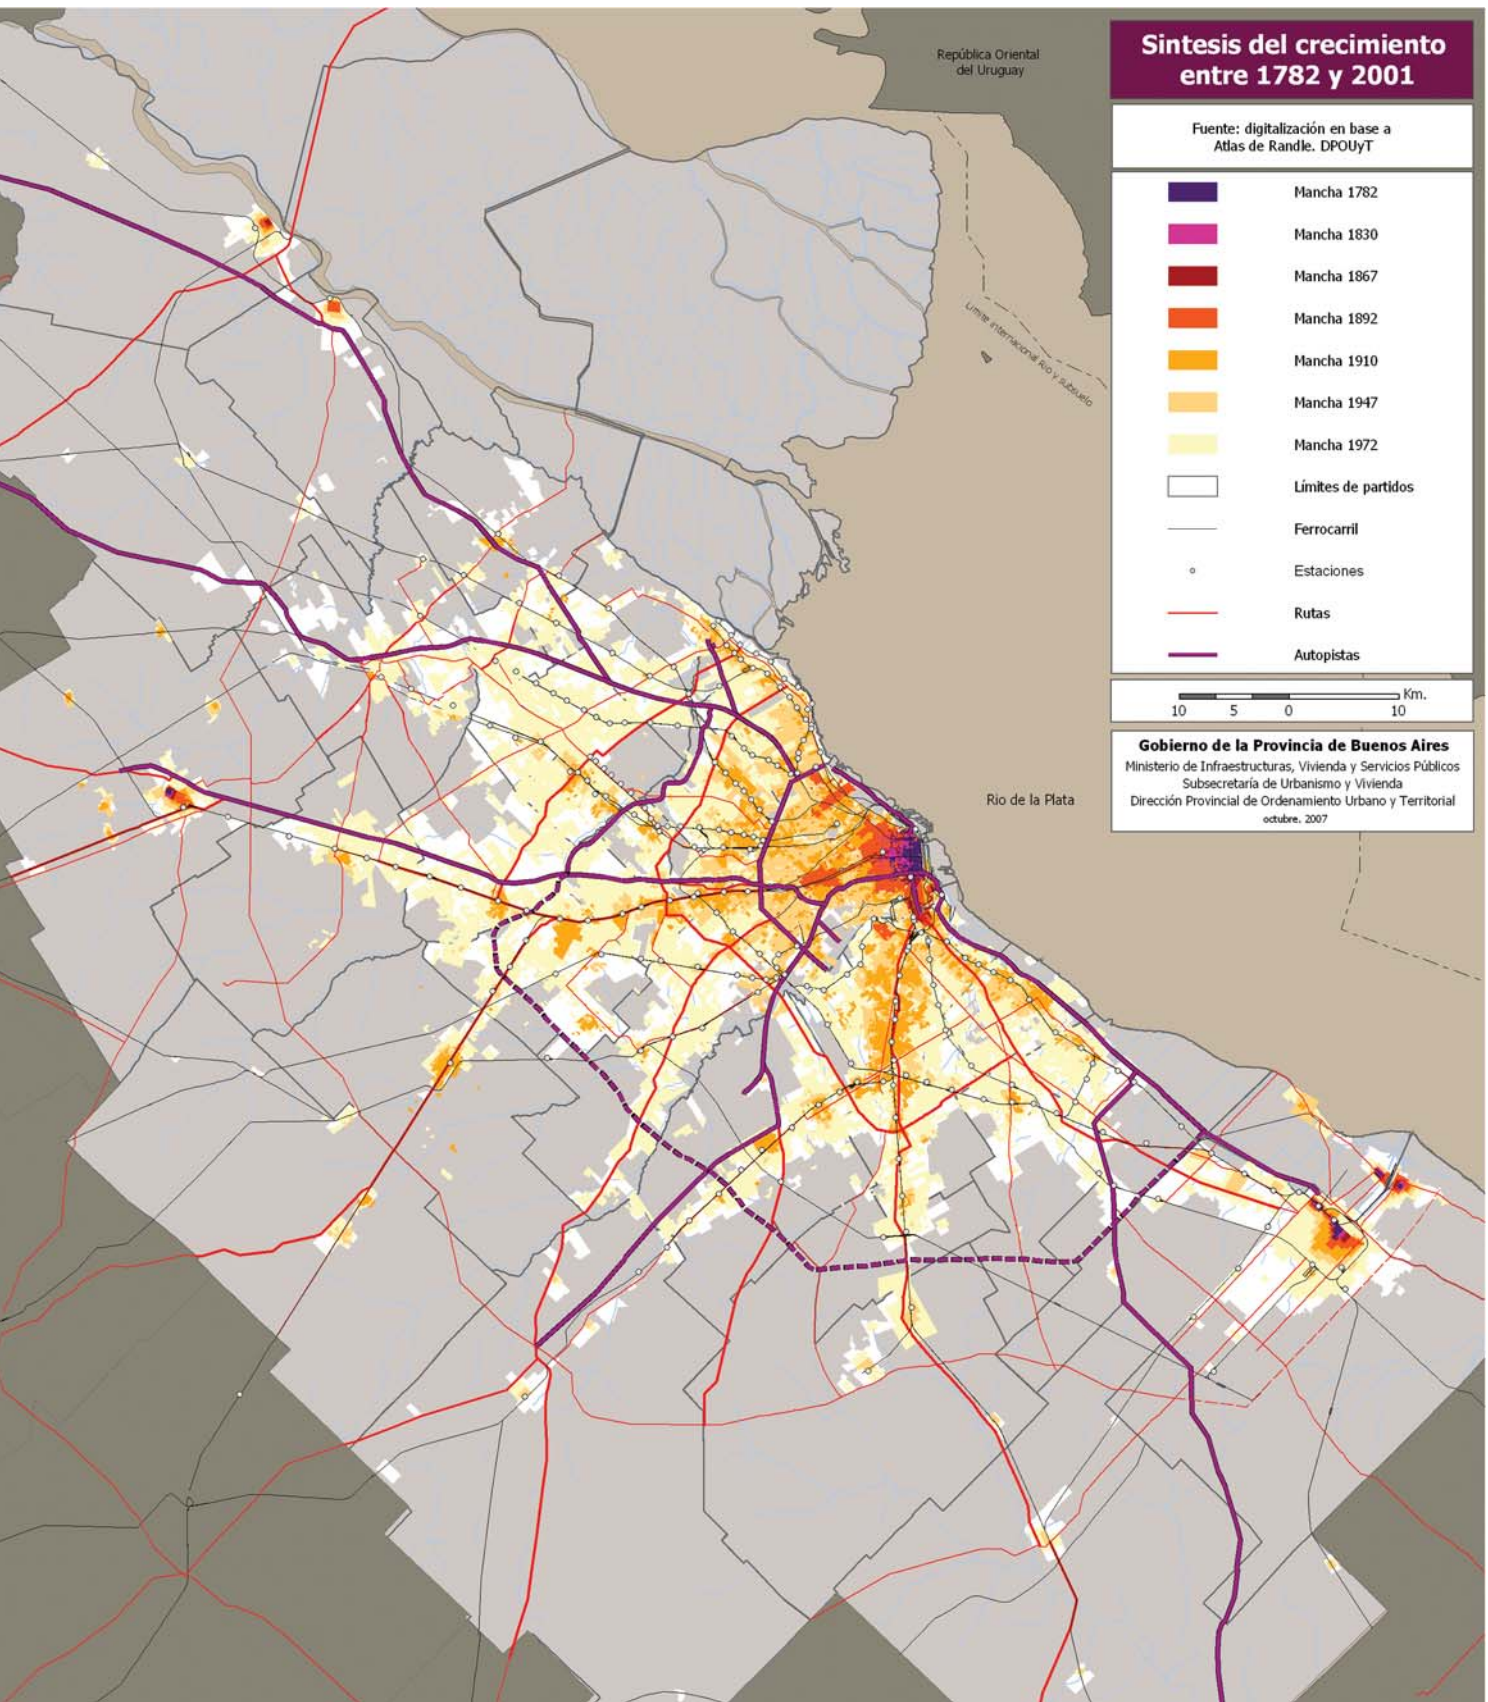 República Oriental
del Uruguay
Sintesis del crecimiento
entre 1782 y 2001
Fuente: digitalización en base a
Atlas de Randle. DPOUyT
Mancha 1782
Mancha 1830
Mancha 1867
Mancha 1892
Mancha 1910
Mancha 1947
Mancha 1972
Límites de partidos
Ferrocarril
Estaciones
Rutas
Autopistas
Km.
10 5 0 10
Gobierno de la Provincia de Buenos Aires
Ministerio de Infraestructuras, Vivienda y Servicios Públicos
Subsecretaría de Urbanismo y Vivienda
Dirección Provincial de Ordenamiento Urbano y Territorial
octubre. 2007
Limite internacional Rio y subsuelo
Rio de la Plata